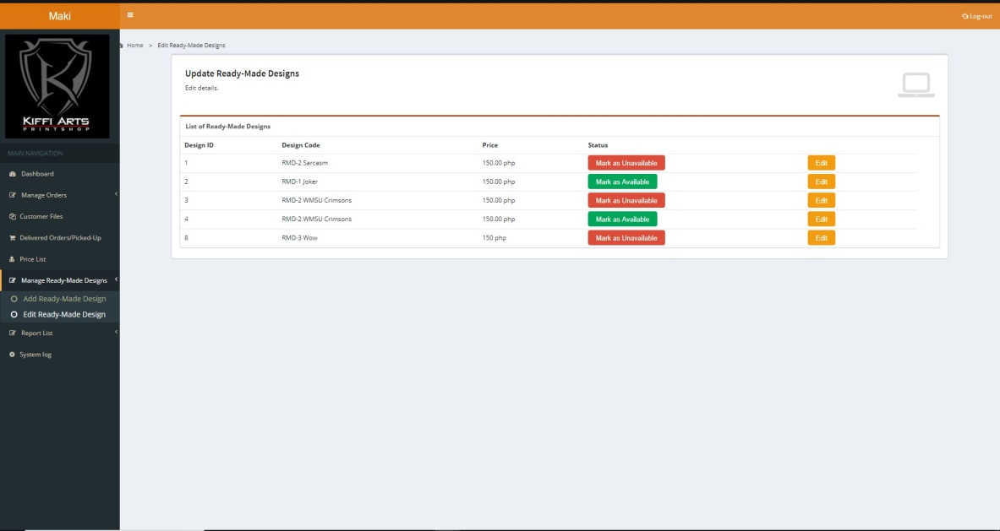 Maki
Log-out
KIFFI ARTS
PRINTSHOP
Home > Edit Ready-Made Designs
Update Ready-Made Designs
Edit details.
List of Ready-Made Designs
Design ID Design Code Price Status
1 RMD-2 Sarcasm 150.00 php Mark as Unavailable Edit
2 RMD-1 Joker 150.00 php Mark as Available Edit
3 RMD-2 WMSU Crimsons 150.00 php Mark as Unavailable Edit
4 RMD-2 WMSU Crimsons 150.00 php Mark as Available Edit
8 RMD-3 Wow 150 php Mark as Unavailable Edit
MAIN NAVIGATION
Dashboard
Manage Orders
Customer Files
Delivered Orders/Picked-Up
Price List
Manage Ready-Made Designs
Add Ready-Made Design
Edit Ready-Made Design
Report List
System log